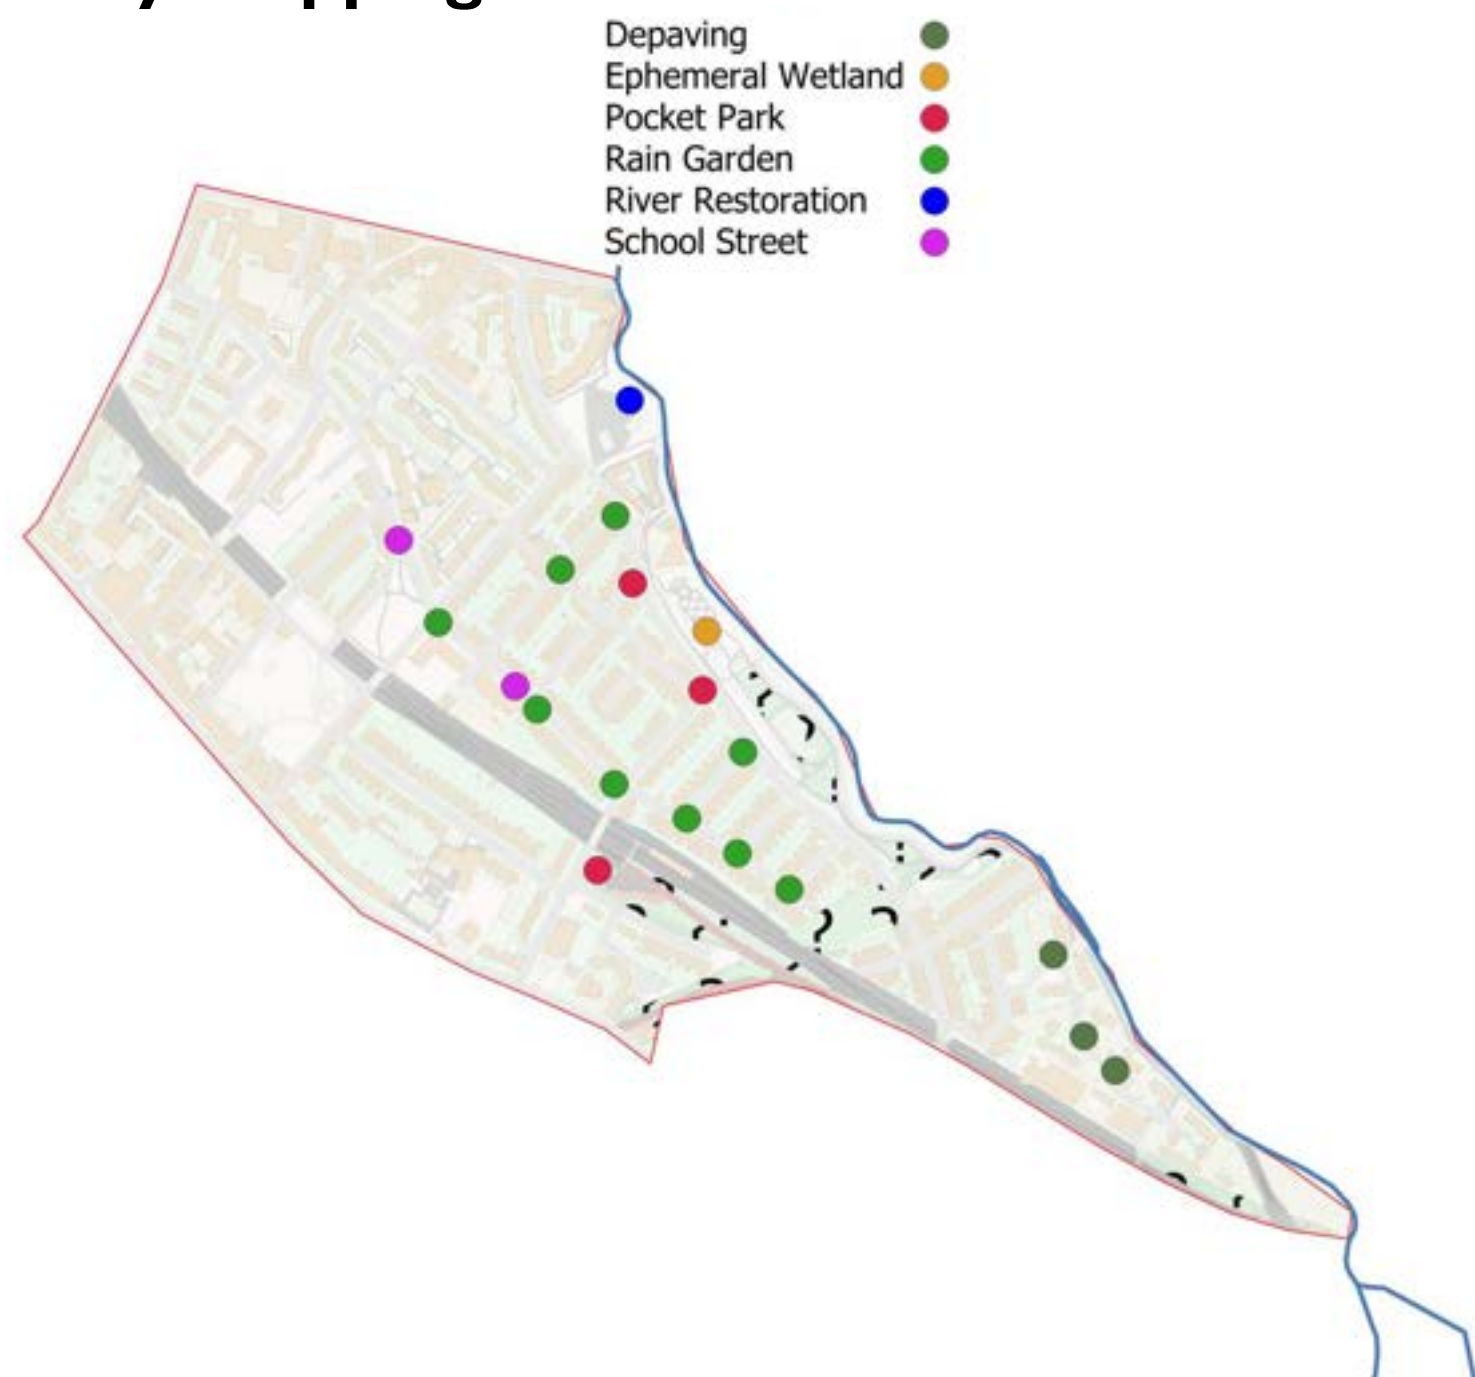 Depaving
Ephemeral Wetland
Pocket Park
Rain Garden
River Restoration
School Street